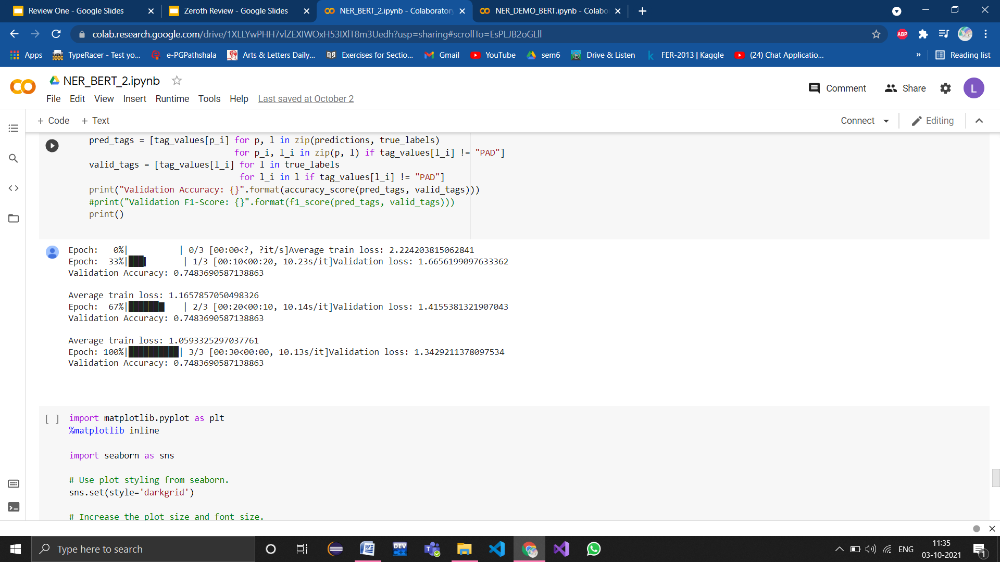 Review One - Google Slides
Zeroth Review - Google Slides
NER_BERT_2.ipynb - Colaboratory
NER_DEMO_BERT.ipynb - Colabo
colab.research.google.com/drive/1XLLYwPHH7vlZEXIWOxH53IXlT8m3Uedh?usp=sharing#scrollTo=EsPLJB2oGLll
ABP
Apps
TypeRacer - Test yo...
e-PGPathshala
Arts & Letters Daily...
Exercises for Sectio...
Gmail
YouTube
sem6
Drive & Listen
FER-2013 | Kaggle
(24) Chat Applicatio...
»
Reading list
NER_BERT_2.ipynb
Comment
Share
L
File Edit View Insert Runtime Tools Help Last saved at October 2
+ Code + Text
Connect
Editing
pred_tags = [tag_values[p_i] for p, l in zip(predictions, true_labels)
for p_i, l_i in zip(p, l) if tag_values[l_i] != "PAD"]
valid_tags = [tag_values[l_i] for l in true_labels
for l_i in l if tag_values[l_i] != "PAD"]
print("Validation Accuracy: {}".format(accuracy_score(pred_tags, valid_tags)))
#print("Validation F1-Score: {}".format(f1_score(pred_tags, valid_tags)))
print()
Epoch:   0%|          | 0/3 [00:00<?, ?it/s]Average train loss: 2.224203815062841
Epoch:  33%|███▎      | 1/3 [00:10<00:20, 10.23s/it]Validation loss: 1.6656199097633362
Validation Accuracy: 0.7483690587138863
Average train loss: 1.1657857050498326
Epoch:  67%|██████▋   | 2/3 [00:20<00:10, 10.14s/it]Validation loss: 1.4155381321907043
Validation Accuracy: 0.7483690587138863
Average train loss: 1.0593325297037761
Epoch: 100%|██████████| 3/3 [00:30<00:00, 10.13s/it]Validation loss: 1.3429211378097534
Validation Accuracy: 0.7483690587138863
[ ] import matplotlib.pyplot as plt
%matplotlib inline
import seaborn as sns
# Use plot styling from seaborn.
sns.set(style='darkgrid')
# Increase the plot size and font size.
Type here to search
DEV
ENG
11:35
03-10-2021
1